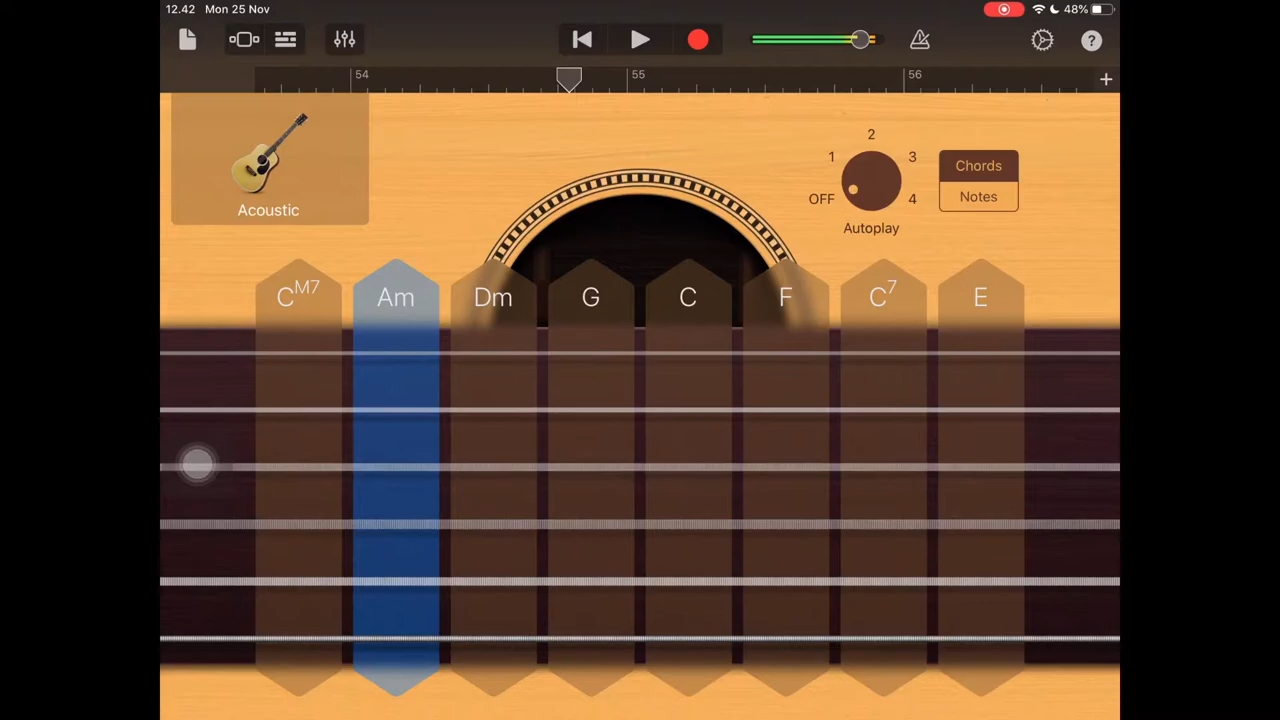 12.42 Mon 25 Nov 48%
54 55 56
Acoustic
1 2 3 4
OFF
Autoplay
Chords
Notes
CM7 Am Dm G C F C7 E